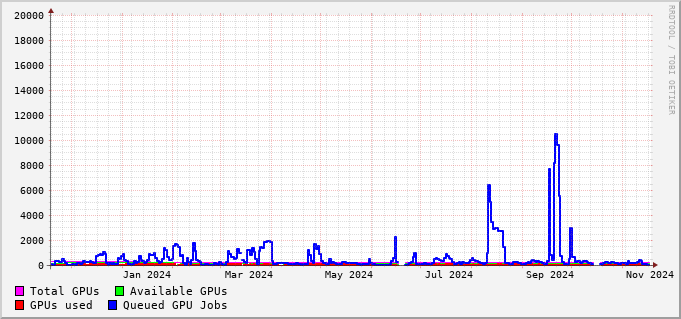 20000
18000
16000
14000
12000
10000
8000
6000
4000
2000
0
Jan 2024 Mar 2024 May 2024 Jul 2024 Sep 2024 Nov 2024
Total GPUs Available GPUs
GPUs used Queued GPU Jobs
RRDTOOL / TOBI OETIKER